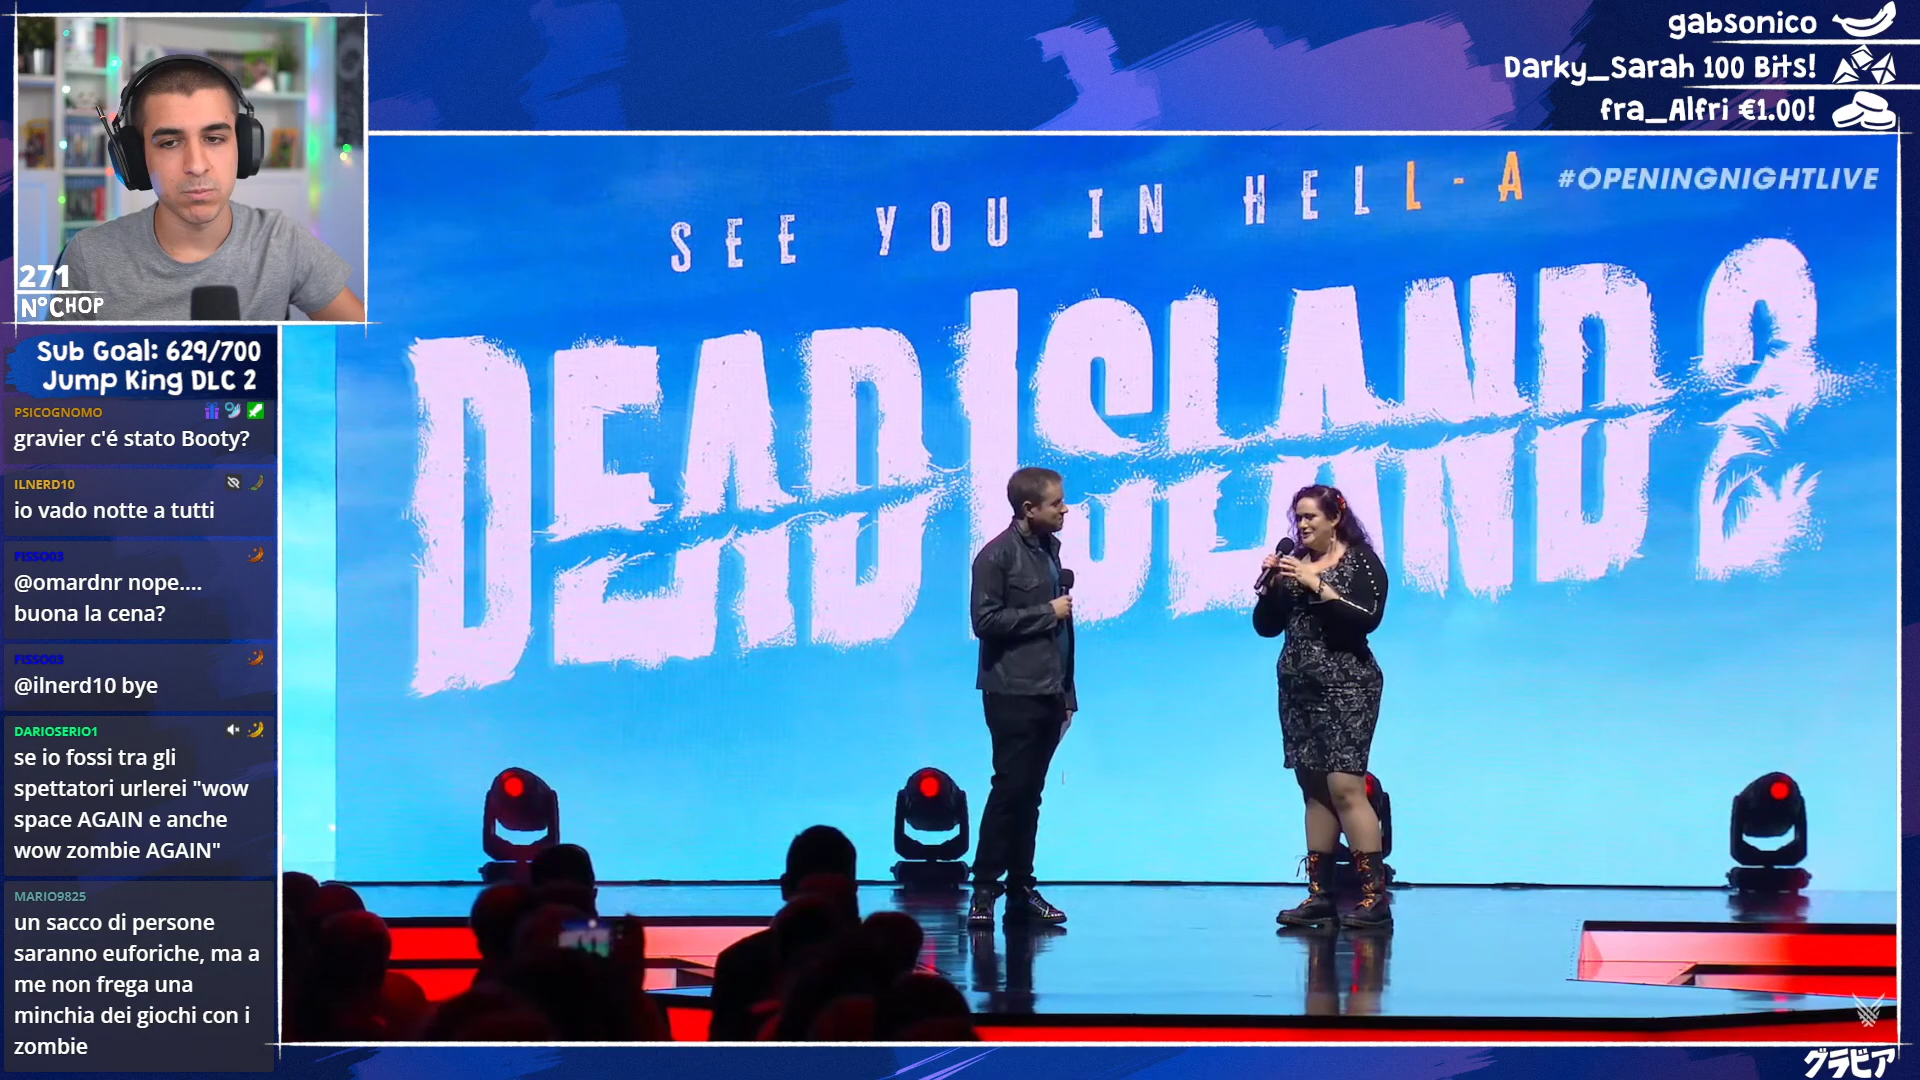 gabsonico
Darky_Sarah 100 Bits!
fra_Alfri €1.00!
271
N°CHOP
Sub Goal: 629/700
Jump King DLC 2
PSICOGNOMO
gravier c'é stato Booty?
ILNERD10
io vado notte a tutti
FISSO03
@omardnr nope....
buona la cena?
FISSO03
@ilnerd10 bye
DARIOSERIO1
se io fossi tra gli
spettatori urlerei "wow
space AGAIN e anche
wow zombie AGAIN"
MARIO9825
un sacco di persone
saranno euforiche, ma a
me non frega una
minchia dei giochi con i
zombie
SEE YOU IN HELL-A
#OPENINGNIGHTLIVE
DEAD ISLAND 2
グラビア